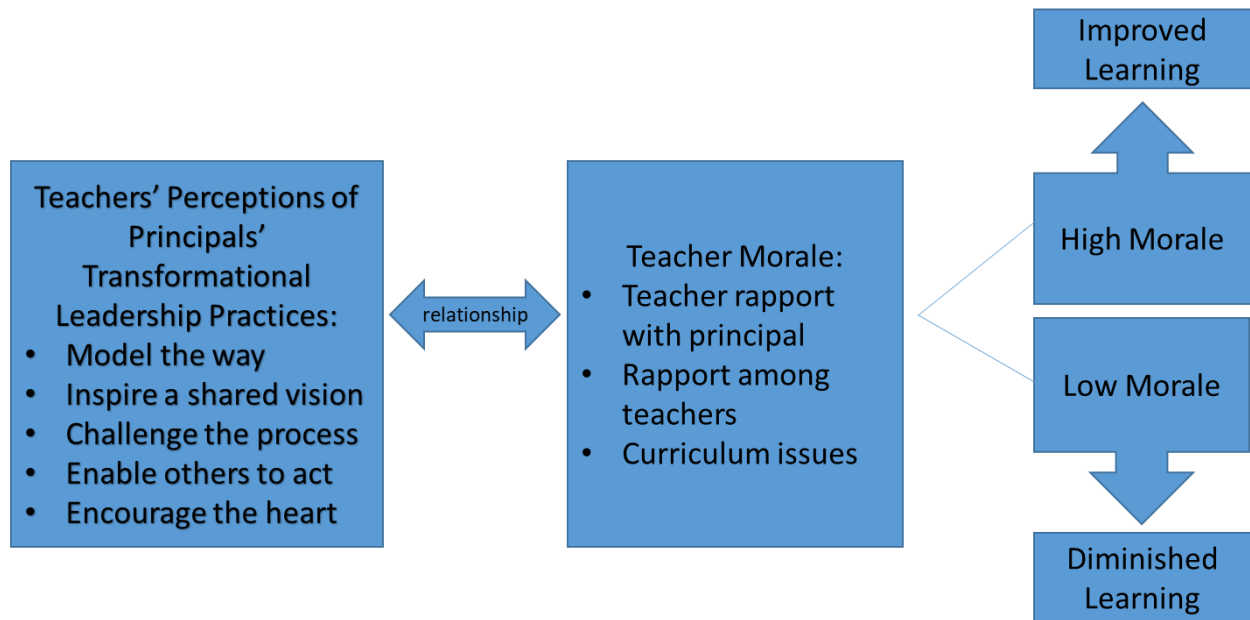 Teachers’ Perceptions of
Principals’
Transformational
Leadership Practices:
• Model the way
• Inspire a shared vision
• Challenge the process
• Enable others to act
• Encourage the heart
relationship
Teacher Morale:
• Teacher rapport
with principal
• Rapport among
teachers
• Curriculum issues
Improved
Learning
High Morale
Low Morale
Diminished
Learning